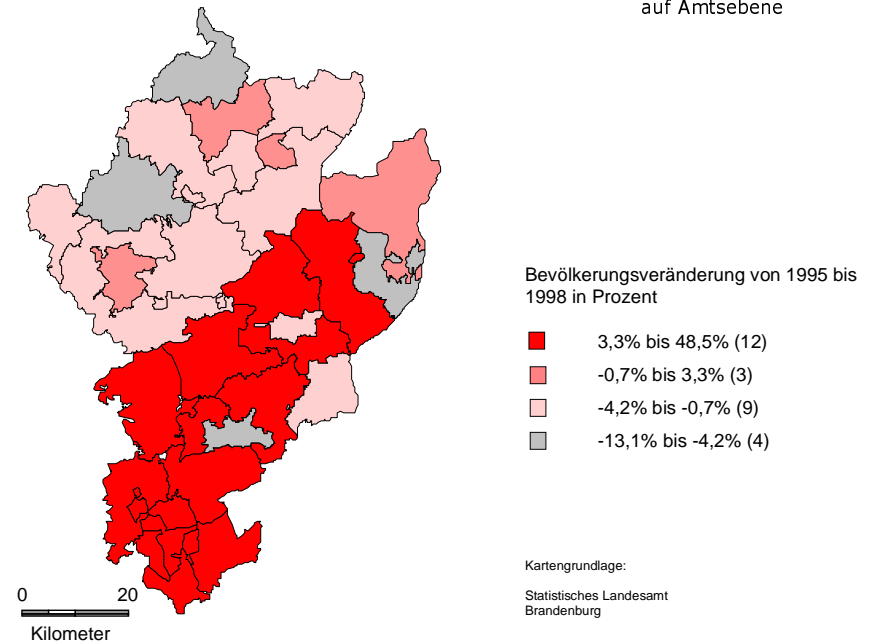 auf Amtsebene
Bevölkerungsveränderung von 1995 bis
1998 in Prozent
3,3% bis 48,5% (12)
-0,7% bis 3,3% (3)
-4,2% bis -0,7% (9)
-13,1% bis -4,2% (4)
Kartengrundlage:
Statistisches Landesamt
Brandenburg
0 20
Kilometer